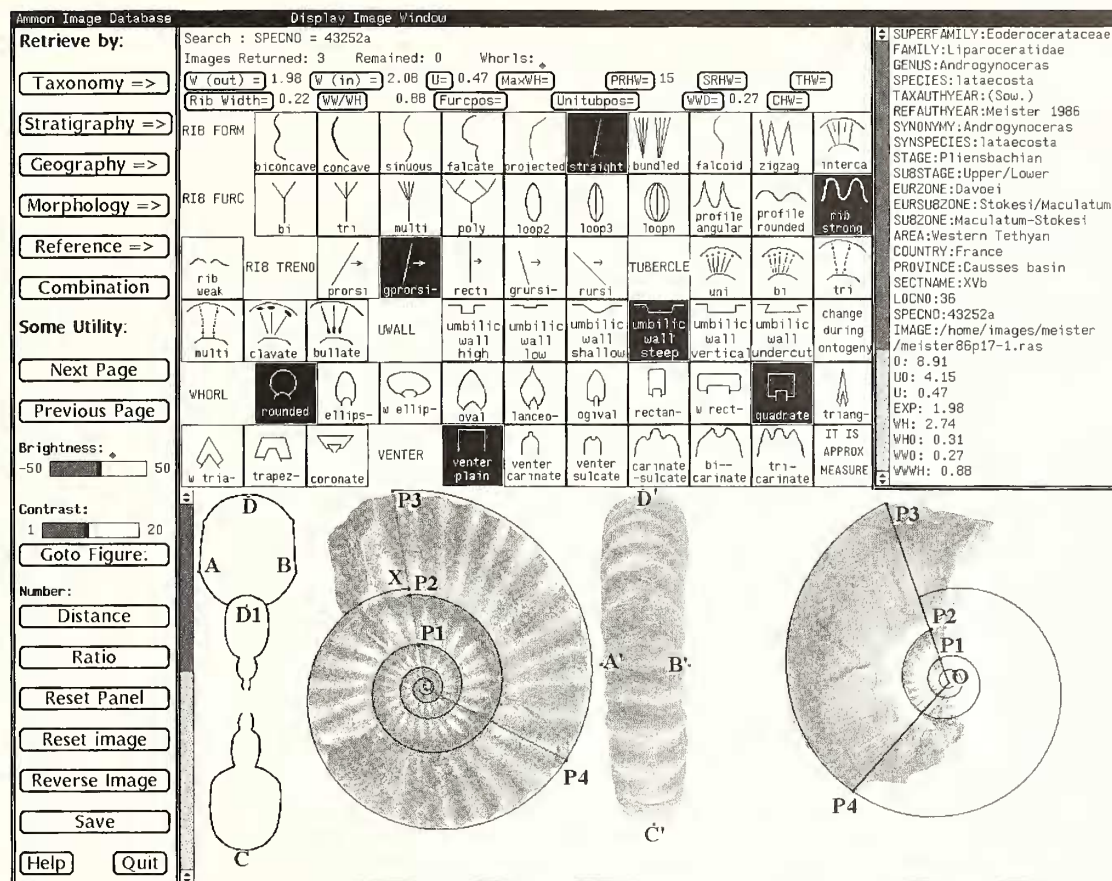 Ammon Image Database
Display Image Window
Retrieve by:
Taxonomy =>
Stratigraphy =>
Geography =>
Morphology =>
Reference =>
Combination
Some Utility:
Next Page
Previous Page
Brightness:
-50 50
Contrast:
1 20
Goto Figure:
Number:
Distance
Ratio
Reset Panel
Reset image
Reverse Image
Save
Help Quit
Search : SPECNO = 43252a
Images Returned: 3 Remained: 0 Whorls:
W (out) = 1.98 W (in) = 2.08 U= 0.47 MaxWH= PRHW= 15 SRHW= THW=
Rib Width= 0.22 WW/WH 0.88 Furcpos= Unitubpos= WWD= 0.27 CHW=
RIB FORM biconcave concave sinuous falcate projected straight bundled falcoid zigzag interca
RIB FURC bi tri multi poly loop2 loop3 loopn profile angular profile rounded rib strong
rib weak RIB TREND prorsi gprorsi- recti grursi- rursi TUBERCLE uni bi tri
multi clavate bullate UWALL umbilic wall high umbilic wall low umbilic wall shallow umbilic wall steep umbilic wall vertical umbilic wall undercut change during ontogeny
WHORL rounded ellips- w ellip- oval lanceo- ogival rectan- w rect- quadrate triang-
w tria- trapez- coronate VENTER venter plain venter carinate venter sulcate carinate -sulcate bi-- carinate tri- carinate IT IS APPROX MEASURE
SUPERFAMILY:Eoderocerataceae
FAMILY:Liparoceratidae
GENUS:Androgynoceras
SPECIES:lataecosta
TAXAUTHYEAR:(Sow.)
REFAUTHYEAR:Meister 1986
SYNONYMY:Androgynoceras
SYNSPECIES:lataecosta
STAGE:Pliensbachian
SUBSTAGE:Upper/Lower
EURZONE:Davoei
EURSUBZONE:Stokesi/Maculatum
SUBZONE:Maculatum-Stokesi
AREA:Western Tethyan
COUNTRY:France
PROVINCE:Causses basin
SECTNAME:XVb
LOCNO:36
SPECNO:43252a
IMAGE:/home/images/meister
/meister86p17-1.ras
D: 8.91
UD: 4.15
U: 0.47
EXP: 1.98
WH: 2.74
WHD: 0.31
WWD: 0.27
WWWH: 0.88
D
A B
D1
C
P3
X P2
P1
P4
D'
A' B'
C'
P3
P2
P1
O
P4